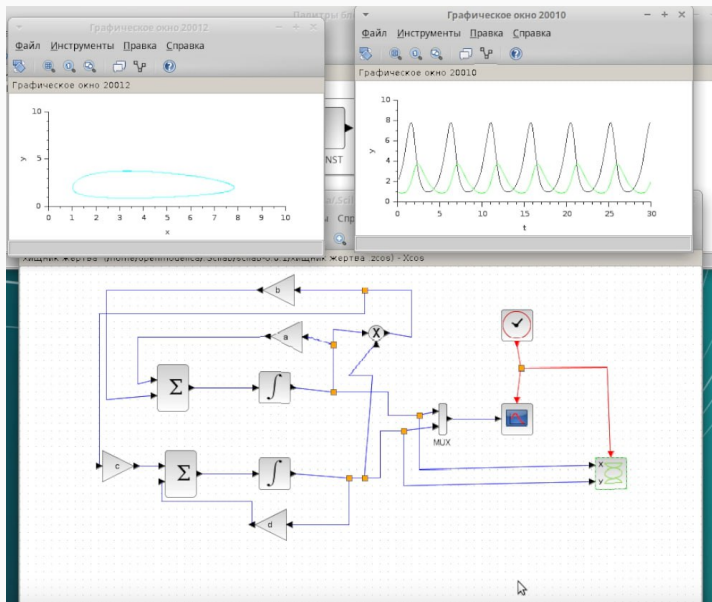 Графическое окно 20012
Файл Инструменты Правка Справка
Графическое окно 20012
10
5
0
y
0 1 2 3 4 5 6 7 8 9 10
x
Графическое окно 20010
Файл Инструменты Правка Справка
Графическое окно 20010
10
8
6
4
2
0
y
0 5 10 15 20 25 30
t
NST
- Xcos
b
a
X
Σ
∫
MUX
c
Σ
∫
d
X
y